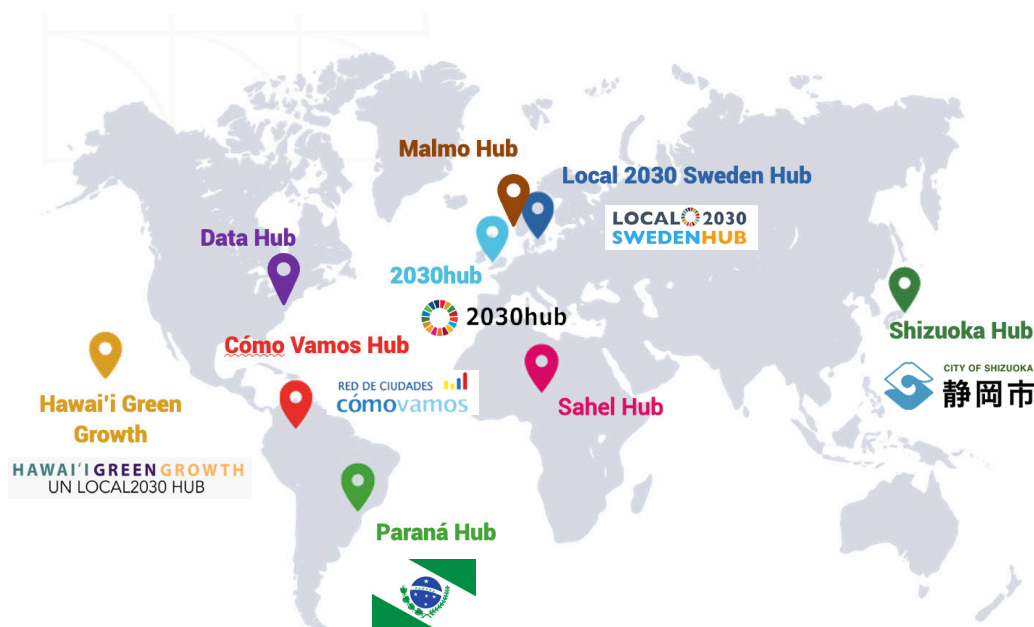 Malmo Hub
Local 2030 Sweden Hub
LOCAL 2030
SWEDENHUB
Data Hub
2030hub
2030hub
Shizuoka Hub
CITY OF SHIZUOKA
静岡市
Cómo Vamos Hub
RED DE CIUDADES
cómovamos
Sahel Hub
Hawai'i Green
Growth
HAWAI'I GREEN GROWTH
UN LOCAL2030 HUB
Paraná Hub